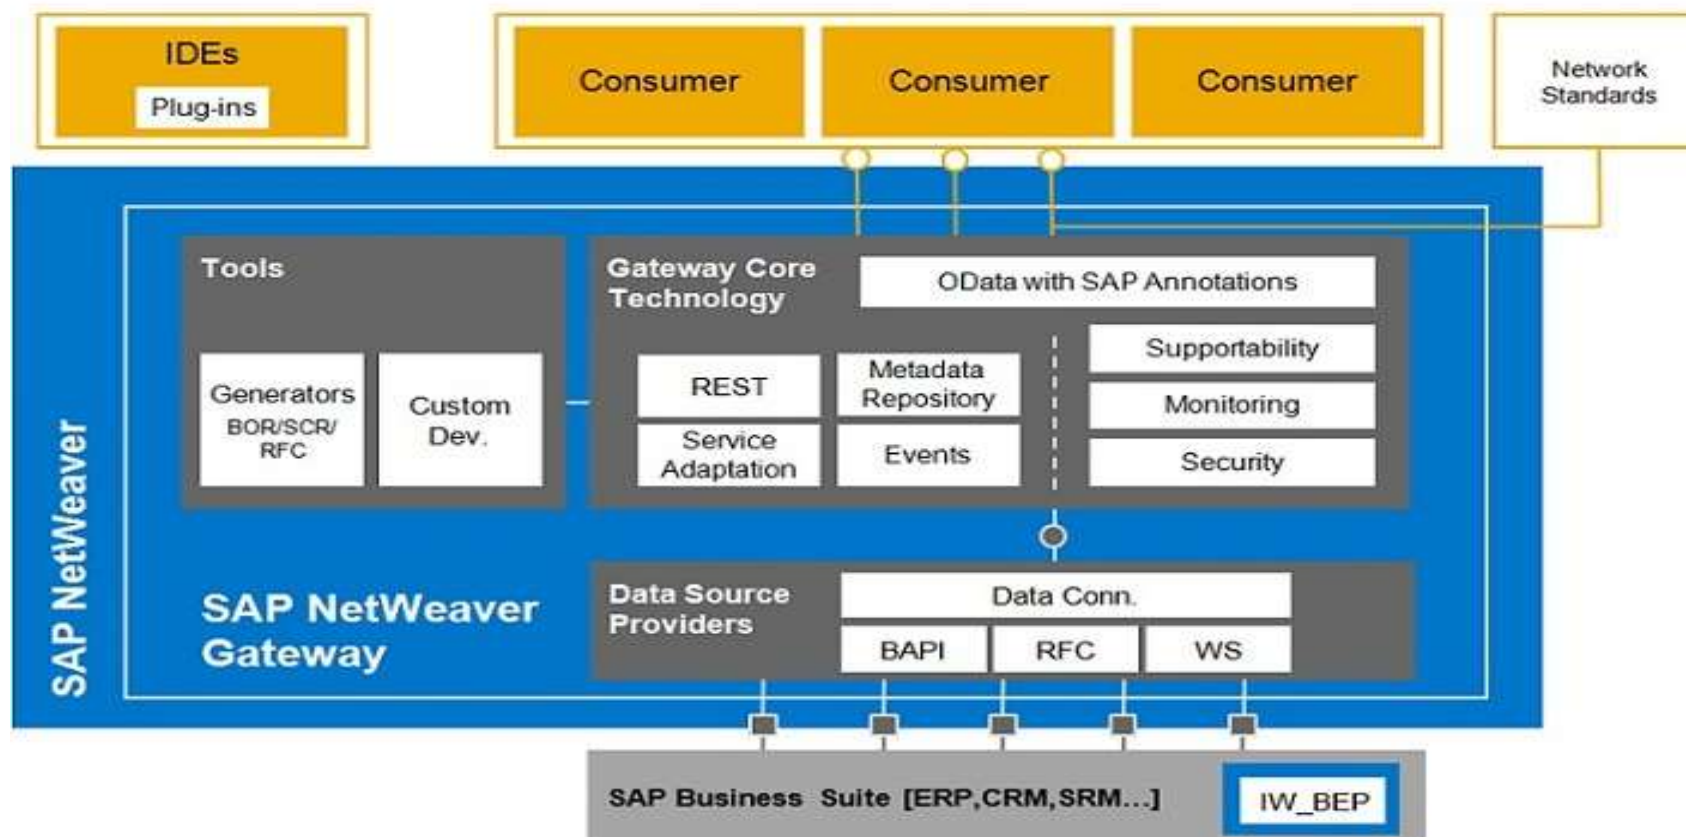 IDEs
Plug-ins
Consumer
Consumer
Consumer
Network
Standards
SAP NetWeaver
Tools
Generators
BOR/SCR/
RFC
Custom
Dev.
Gateway Core
Technology
OData with SAP Annotations
REST
Metadata
Repository
Service
Adaptation
Events
Supportability
Monitoring
Security
SAP NetWeaver
Gateway
Data Source
Providers
Data Conn.
BAPI
RFC
WS
SAP Business Suite [ERP,CRM,SRM...]
IW_BEP